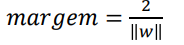 margem = 2 / ‖w‖